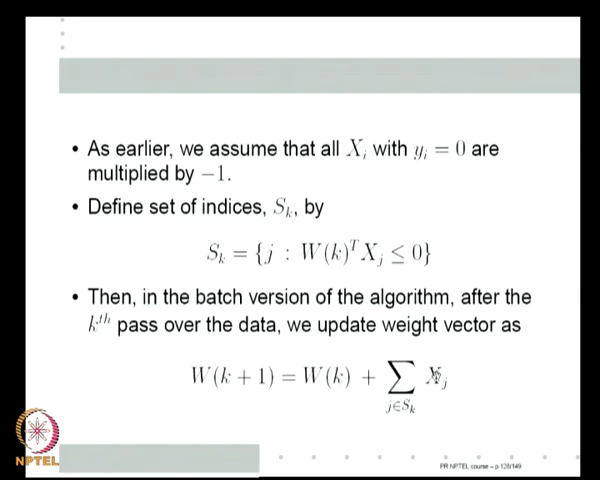 • As earlier, we assume that all X_i with y_i = 0 are
multiplied by −1.
• Define set of indices, S_k, by
S_k = {j : W(k)^T X_j ≤ 0}
• Then, in the batch version of the algorithm, after the
k^th pass over the data, we update weight vector as
W(k + 1) = W(k) + ∑_{j∈S_k} X_j
NPTEL
PR NPTEL course – p 128/149